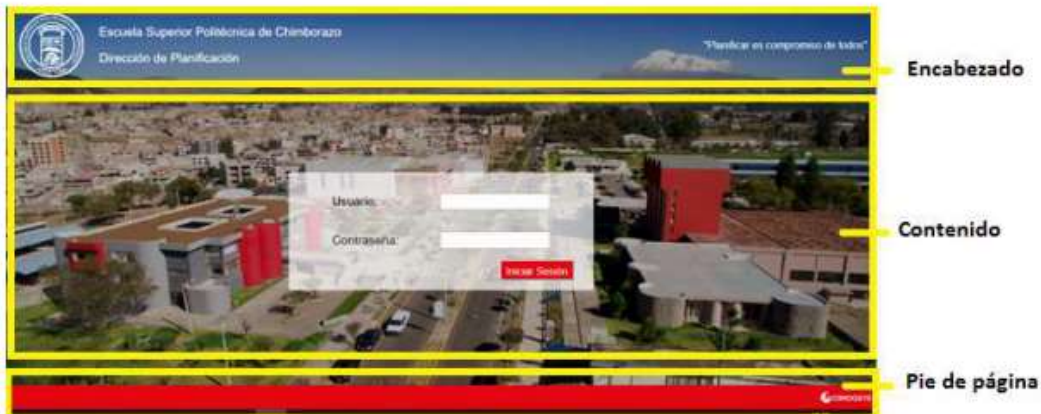 Escuela Superior Politécnica de Chimborazo
Dirección de Planificación
"Planificar es compromiso de todos"
Encabezado
Usuario:
Contraseña:
Iniciar Sesión
Contenido
Pie de página